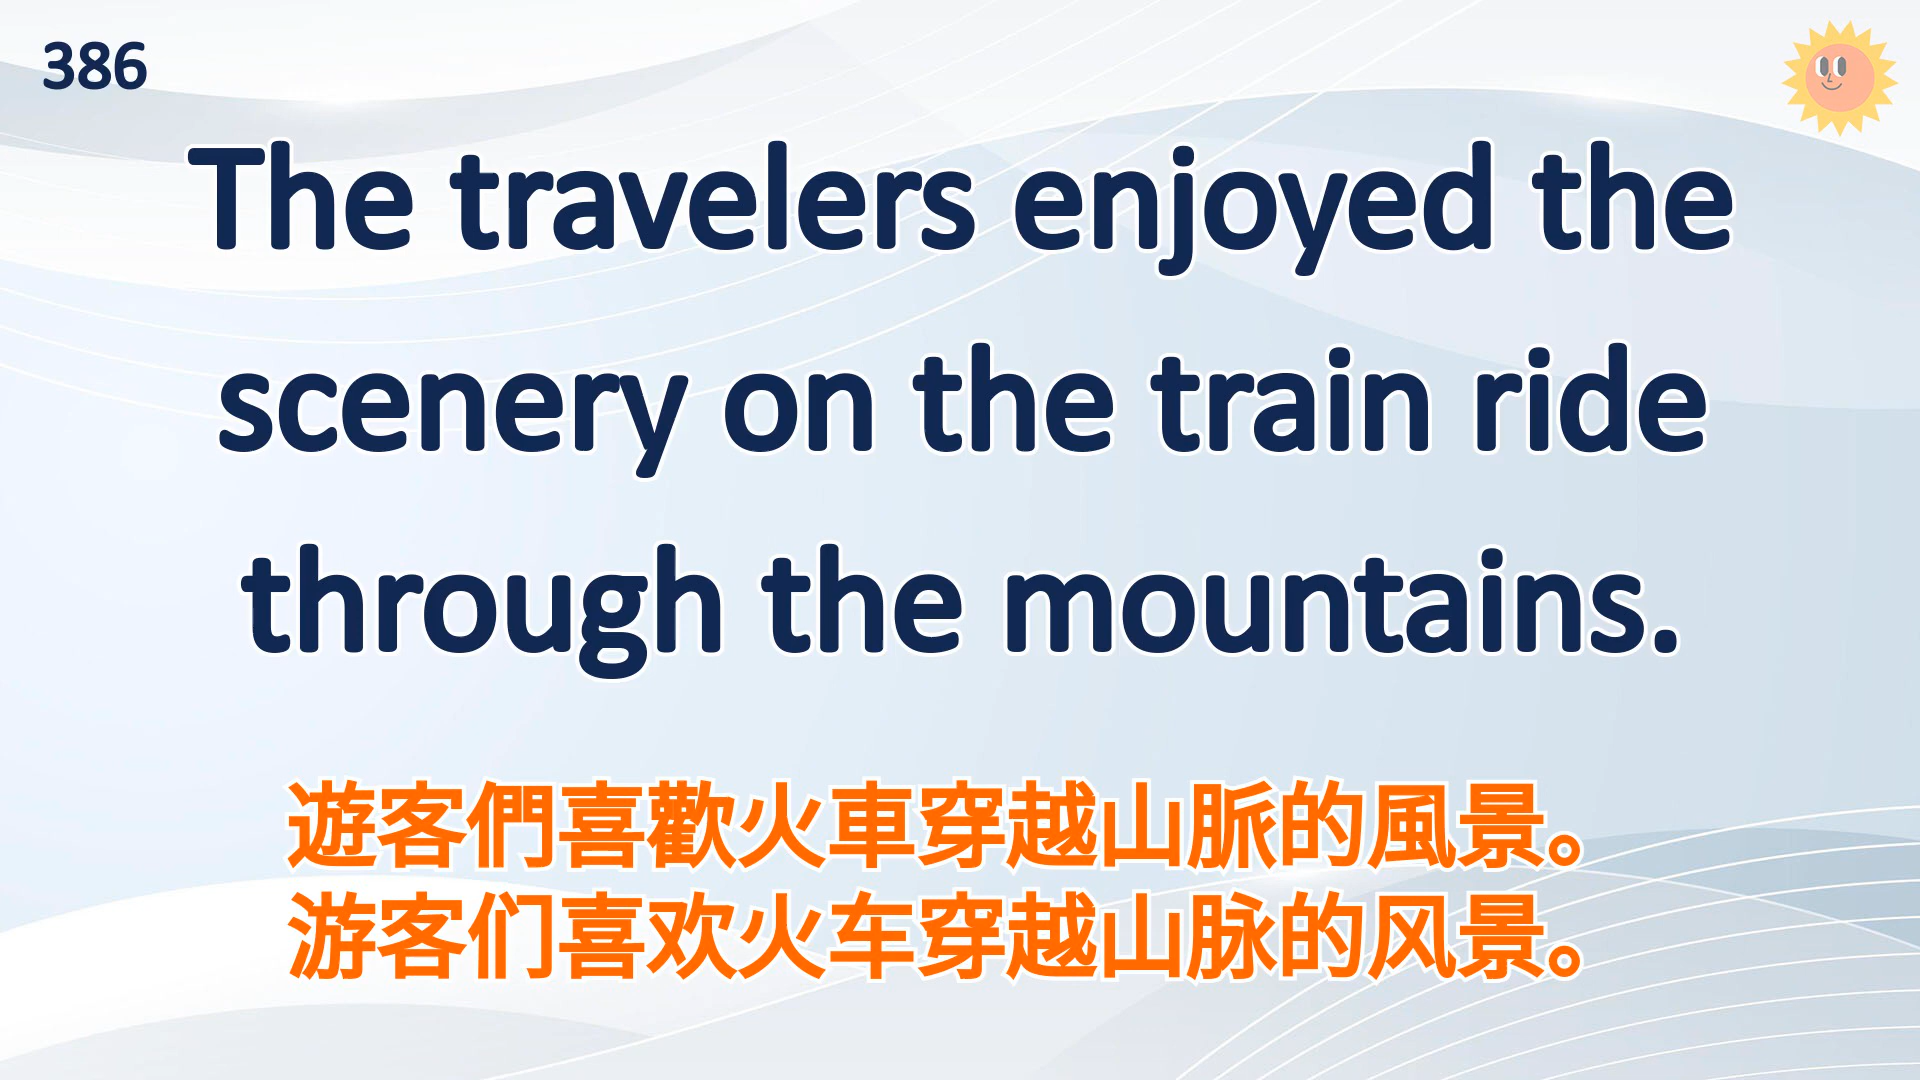 386
The travelers enjoyed the
scenery on the train ride
through the mountains.
遊客們喜歡火車穿越山脈的風景。
游客们喜欢火车穿越山脉的风景。